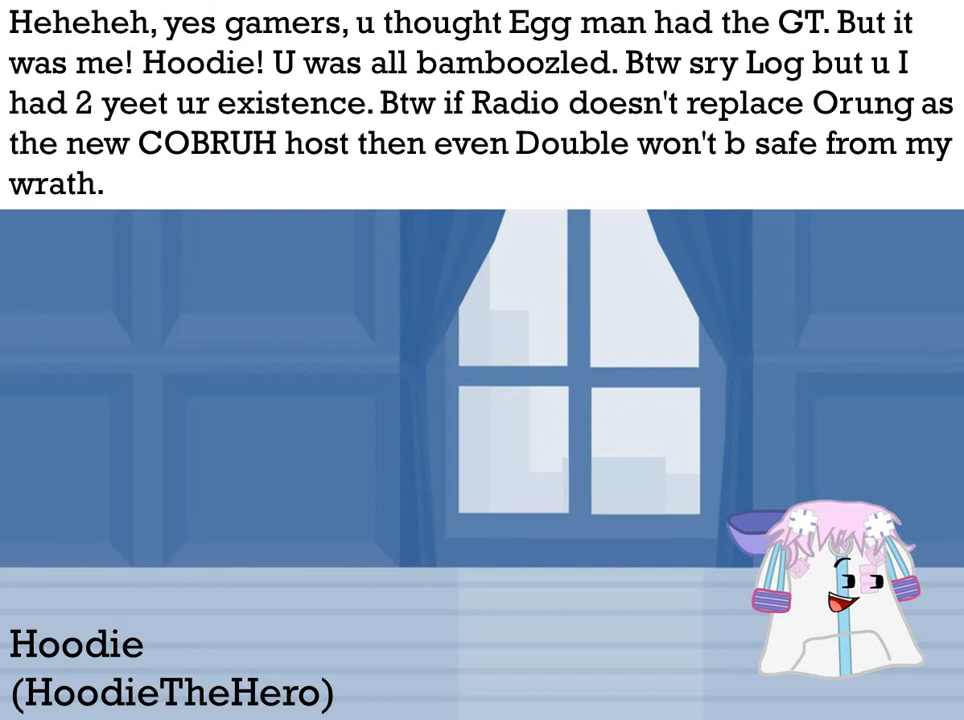 Heheheh, yes gamers, u thought Egg man had the GT. But it
was me! Hoodie! U was all bamboozled. Btw sry Log but u I
had 2 yeet ur existence. Btw if Radio doesn't replace Orung as
the new COBRUH host then even Double won't b safe from my
wrath.
Hoodie
(HoodieTheHero)